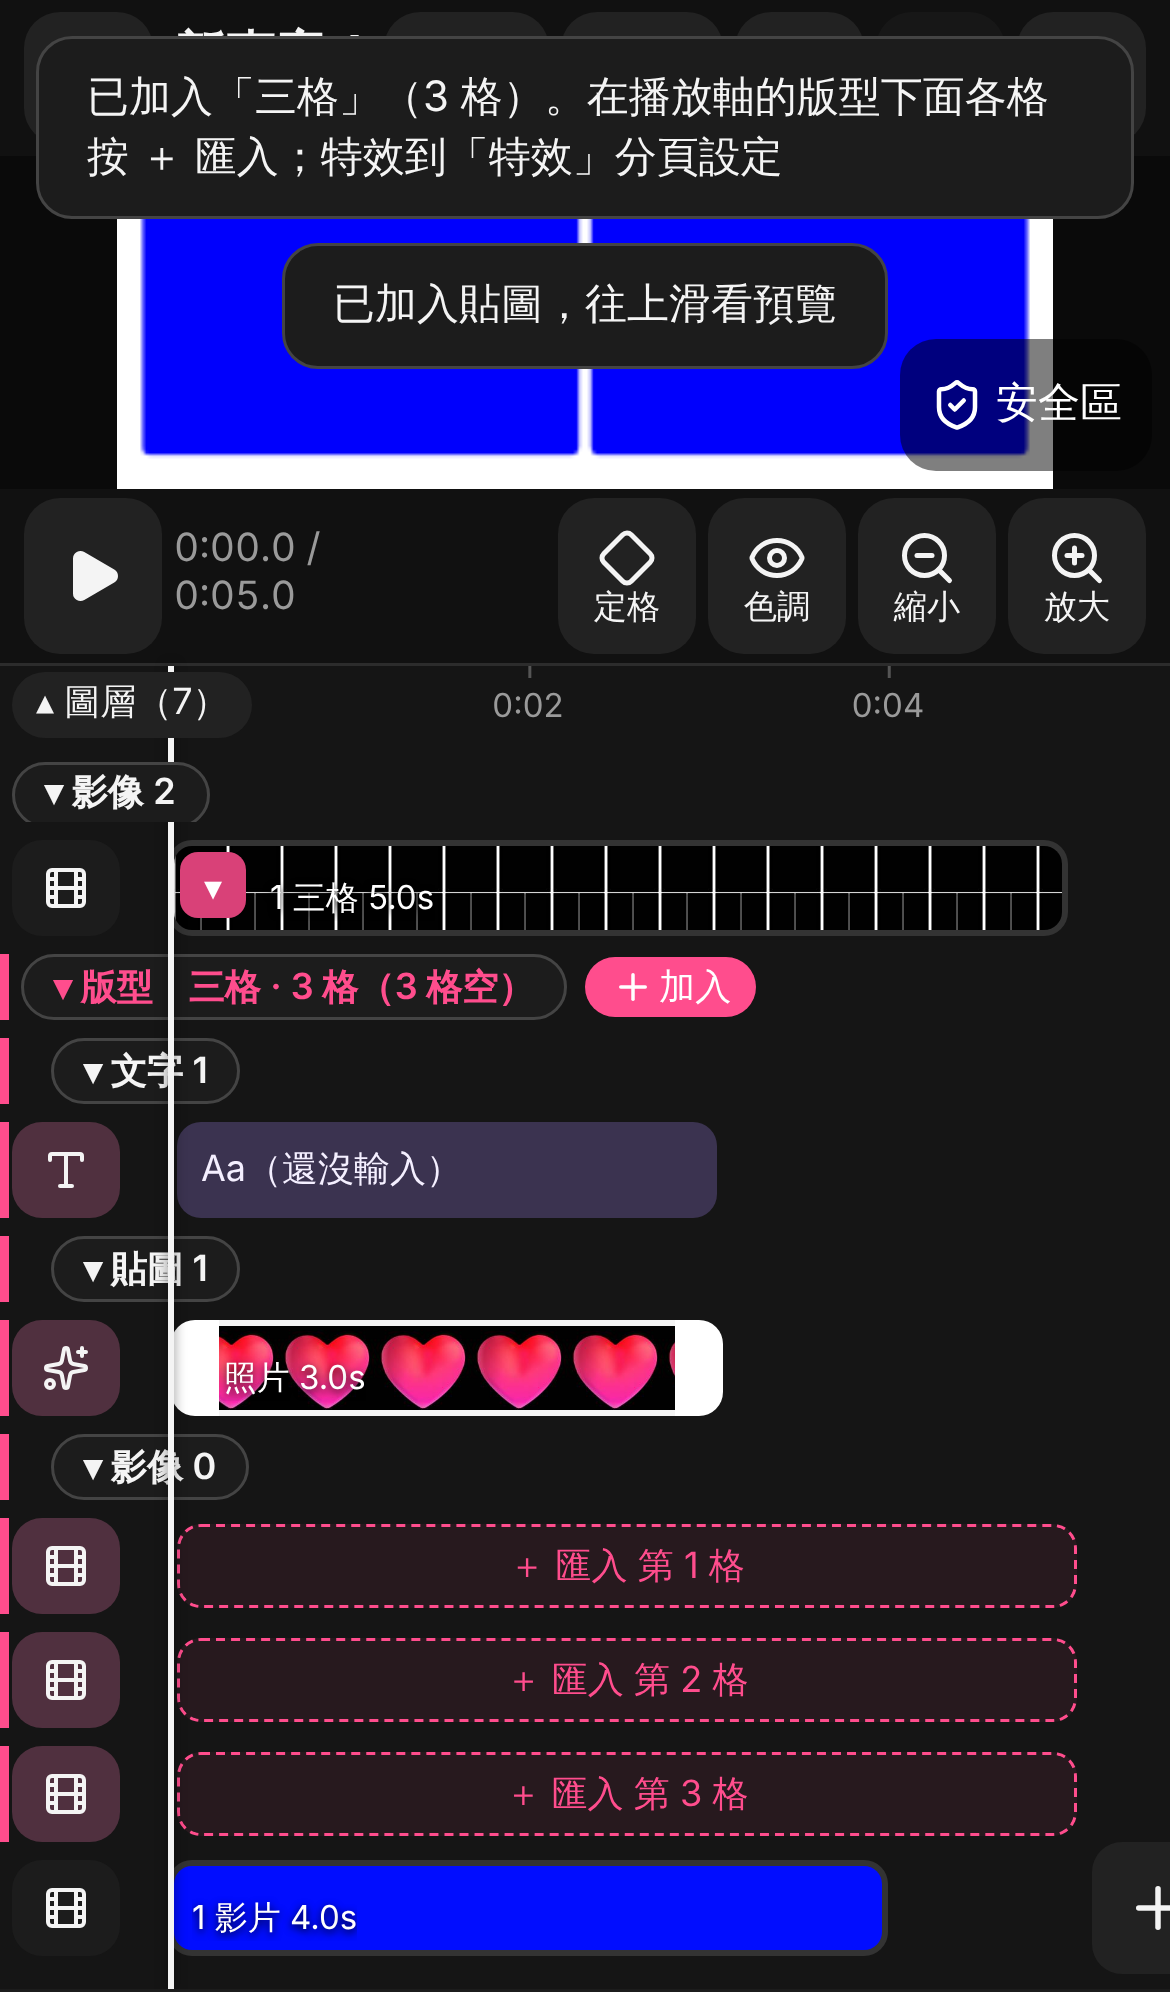 已加入「三格」（3 格）。在播放軸的版型下面各格
按 ＋ 匯入；特效到「特效」分頁設定
已加入貼圖，往上滑看預覽
安全區
0:00.0 /
0:05.0
定格
色調
縮小
放大
▲ 圖層（7）
0:02
0:04
▼影像 2
▼
1 三格 5.0s
▼版型 三格 · 3 格（3 格空）
＋ 加入
▼文字 1
Aa（還沒輸入）
▼貼圖 1
照片 3.0s
▼影像 0
＋ 匯入 第 1 格
＋ 匯入 第 2 格
＋ 匯入 第 3 格
1 影片 4.0s